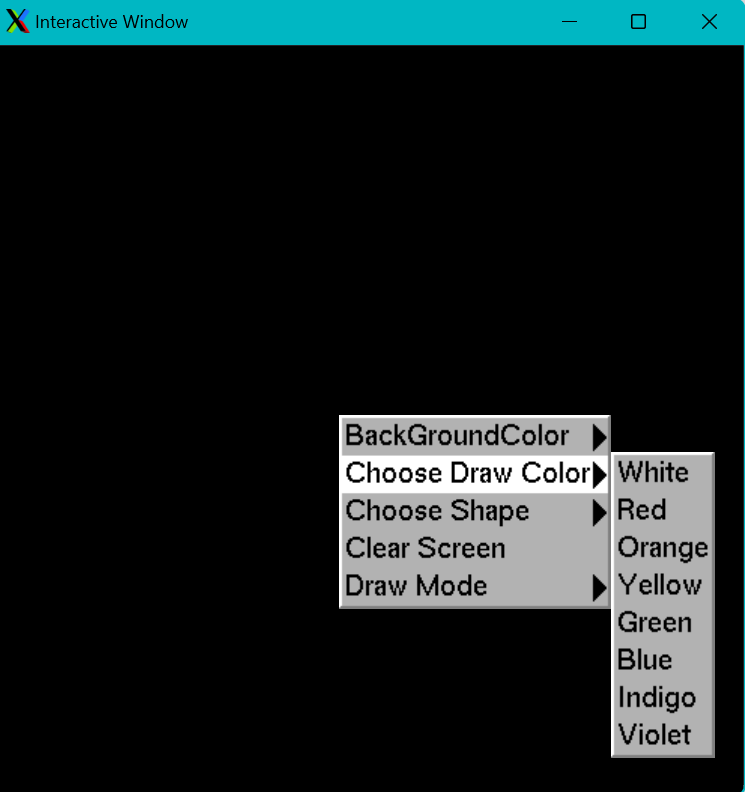 Interactive Window
BackGroundColor
Choose Draw Color
Choose Shape
Clear Screen
Draw Mode
White
Red
Orange
Yellow
Green
Blue
Indigo
Violet